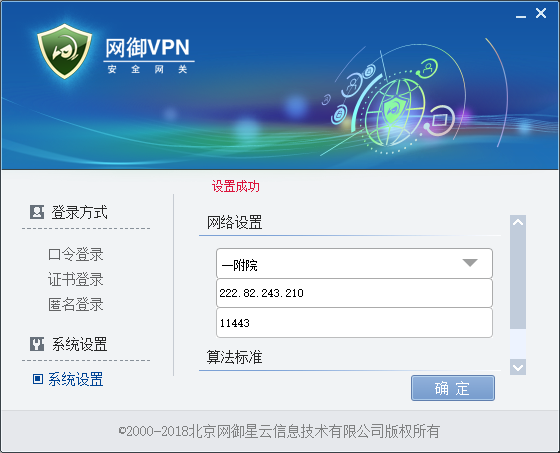 网御VPN
安全网关
设置成功
登录方式
口令登录
证书登录
匿名登录
系统设置
系统设置
网络设置
一附院
222.82.243.210
11443
算法标准
确 定
©2000-2018北京网御星云信息技术有限公司版权所有